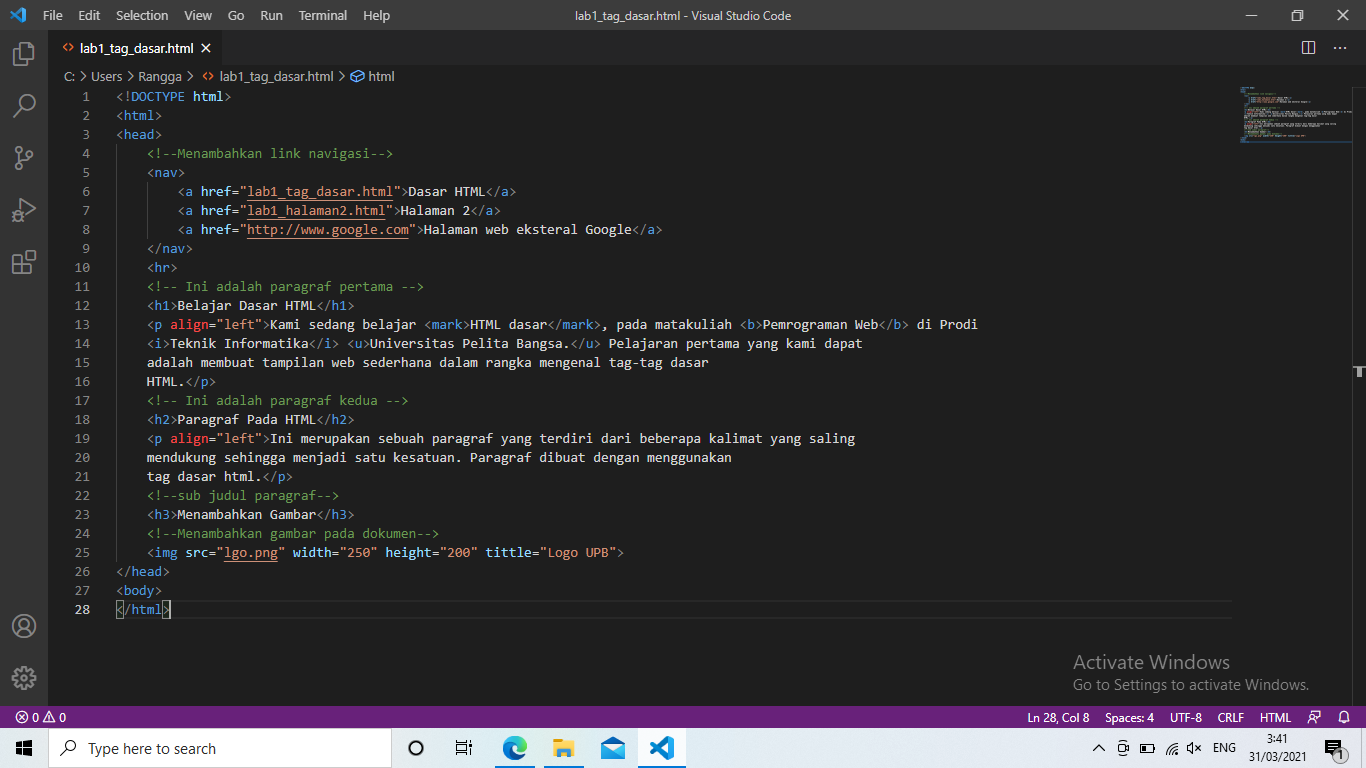 File Edit Selection View Go Run Terminal Help lab1_tag_dasar.html - Visual Studio Code
lab1_tag_dasar.html
C: > Users > Rangga > lab1_tag_dasar.html > html
1 <!DOCTYPE html>
2 <html>
3 <head>
4 <!--Menambahkan link navigasi-->
5 <nav>
6 <a href="lab1_tag_dasar.html">Dasar HTML</a>
7 <a href="lab1_halaman2.html">Halaman 2</a>
8 <a href="http://www.google.com">Halaman web eksteral Google</a>
9 </nav>
10 <hr>
11 <!-- Ini adalah paragraf pertama -->
12 <h1>Belajar Dasar HTML</h1>
13 <p align="left">Kami sedang belajar <mark>HTML dasar</mark>, pada matakuliah <b>Pemrograman Web</b> di Prodi
14 <i>Teknik Informatika</i> <u>Universitas Pelita Bangsa.</u> Pelajaran pertama yang kami dapat
15 adalah membuat tampilan web sederhana dalam rangka mengenal tag-tag dasar
16 HTML.</p>
17 <!-- Ini adalah paragraf kedua -->
18 <h2>Paragraf Pada HTML</h2>
19 <p align="left">Ini merupakan sebuah paragraf yang terdiri dari beberapa kalimat yang saling
20 mendukung sehingga menjadi satu kesatuan. Paragraf dibuat dengan menggunakan
21 tag dasar html.</p>
22 <!--sub judul paragraf-->
23 <h3>Menambahkan Gambar</h3>
24 <!--Menambahkan gambar pada dokumen-->
25 <img src="lgo.png" width="250" height="200" tittle="Logo UPB">
26 </head>
27 <body>
28 </html>
Activate Windows
Go to Settings to activate Windows.
0 0 Ln 28, Col 8 Spaces: 4 UTF-8 CRLF HTML
Type here to search ENG 3:41
31/03/2021 1